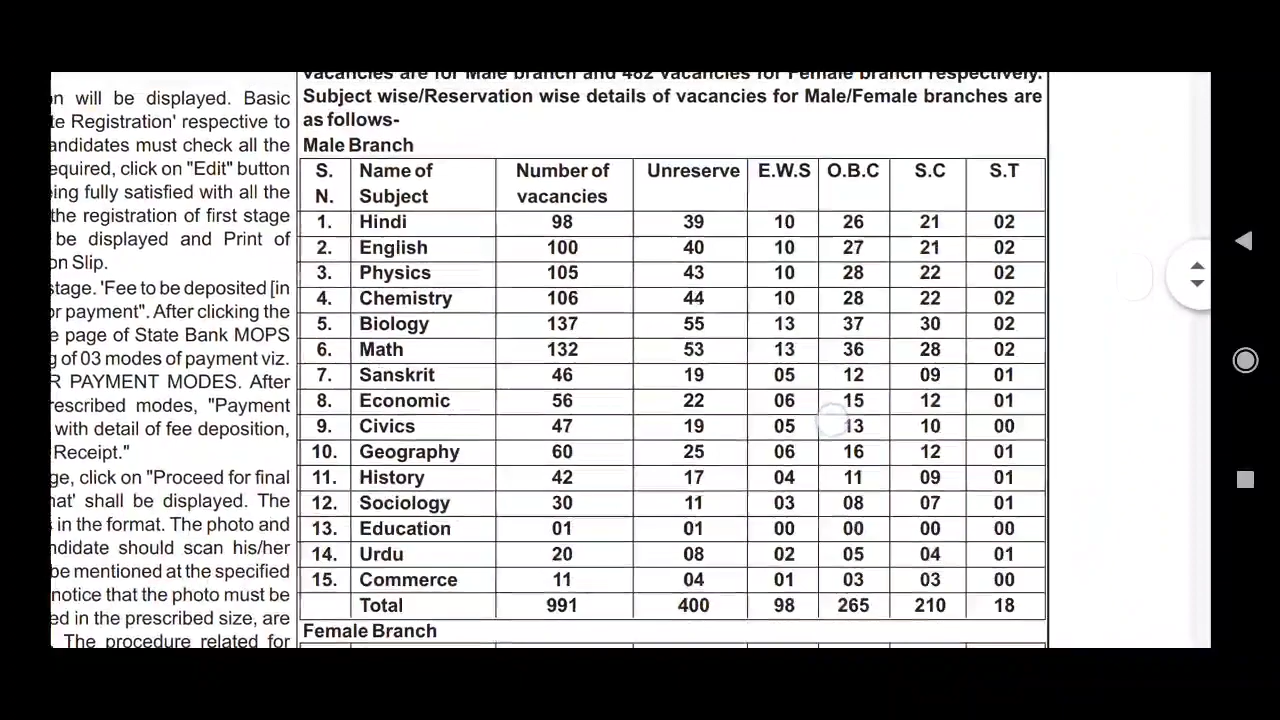 n will be displayed. Basic
te Registration' respective to
andidates must check all the
equired, click on "Edit" button
ing fully satisfied with all the
the registration of first stage
be displayed and Print of
on Slip.
stage. 'Fee to be deposited [in
or payment". After clicking the
e page of State Bank MOPS
g of 03 modes of payment viz.
R PAYMENT MODES. After
rescribed modes, "Payment
with detail of fee deposition,
Receipt."
ge, click on "Proceed for final
hat' shall be displayed. The
in the format. The photo and
ndidate should scan his/her
be mentioned at the specified
notice that the photo must be
ed in the prescribed size, are
. The procedure related for
vacancies are for Male branch and 482 vacancies for Female branch respectively.
Subject wise/Reservation wise details of vacancies for Male/Female branches are
as follows-
Male Branch
S. N. Name of Subject Number of vacancies Unreserve E.W.S O.B.C S.C S.T
1. Hindi 98 39 10 26 21 02
2. English 100 40 10 27 21 02
3. Physics 105 43 10 28 22 02
4. Chemistry 106 44 10 28 22 02
5. Biology 137 55 13 37 30 02
6. Math 132 53 13 36 28 02
7. Sanskrit 46 19 05 12 09 01
8. Economic 56 22 06 15 12 01
9. Civics 47 19 05 13 10 00
10. Geography 60 25 06 16 12 01
11. History 42 17 04 11 09 01
12. Sociology 30 11 03 08 07 01
13. Education 01 01 00 00 00 00
14. Urdu 20 08 02 05 04 01
15. Commerce 11 04 01 03 03 00
Total 991 400 98 265 210 18
Female Branch